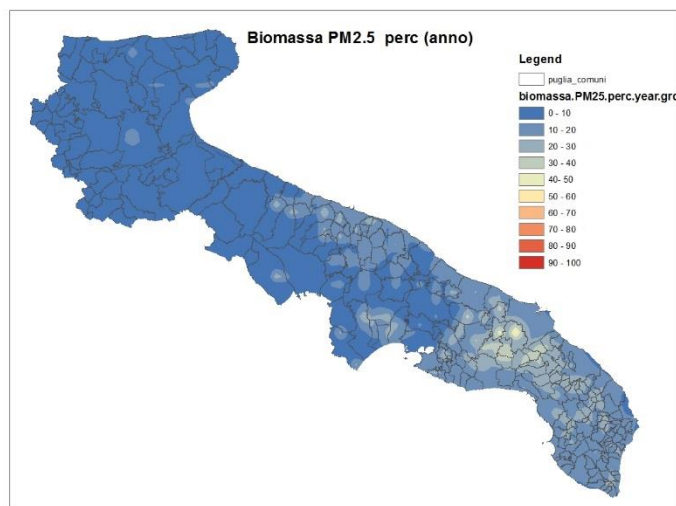 Biomassa PM2.5 perc (anno)
Legend
puglia_comuni
biomassa.PM25.perc.year.grd
0 - 10
10 - 20
20 - 30
30 - 40
40 - 50
50 - 60
60 - 70
70 - 80
80 - 90
90 - 100